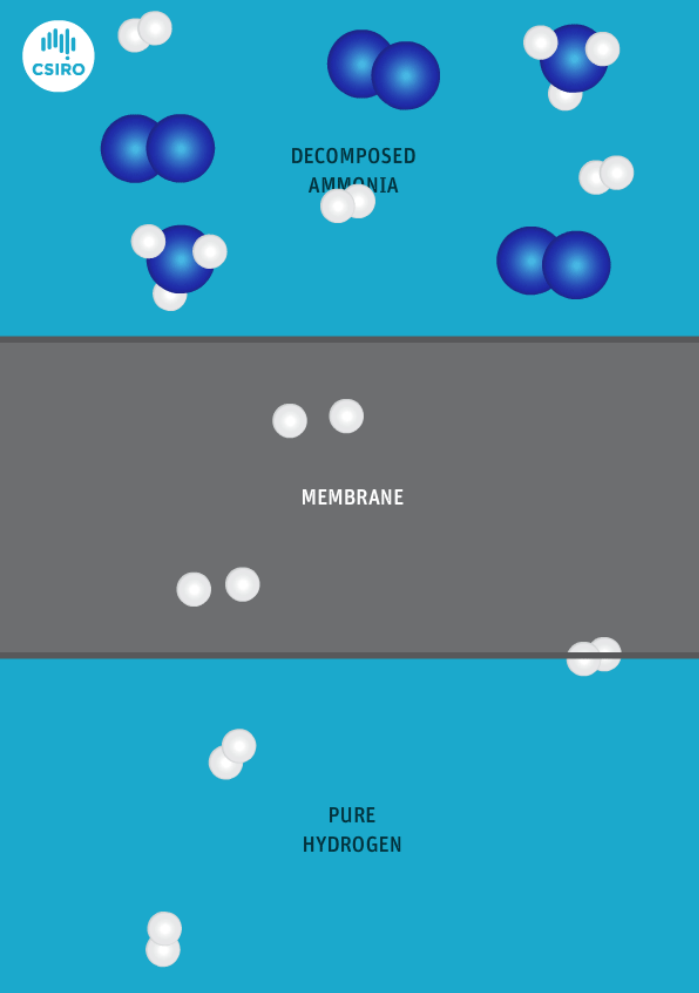 CSIRO
DECOMPOSED
AMMONIA
MEMBRANE
PURE
HYDROGEN